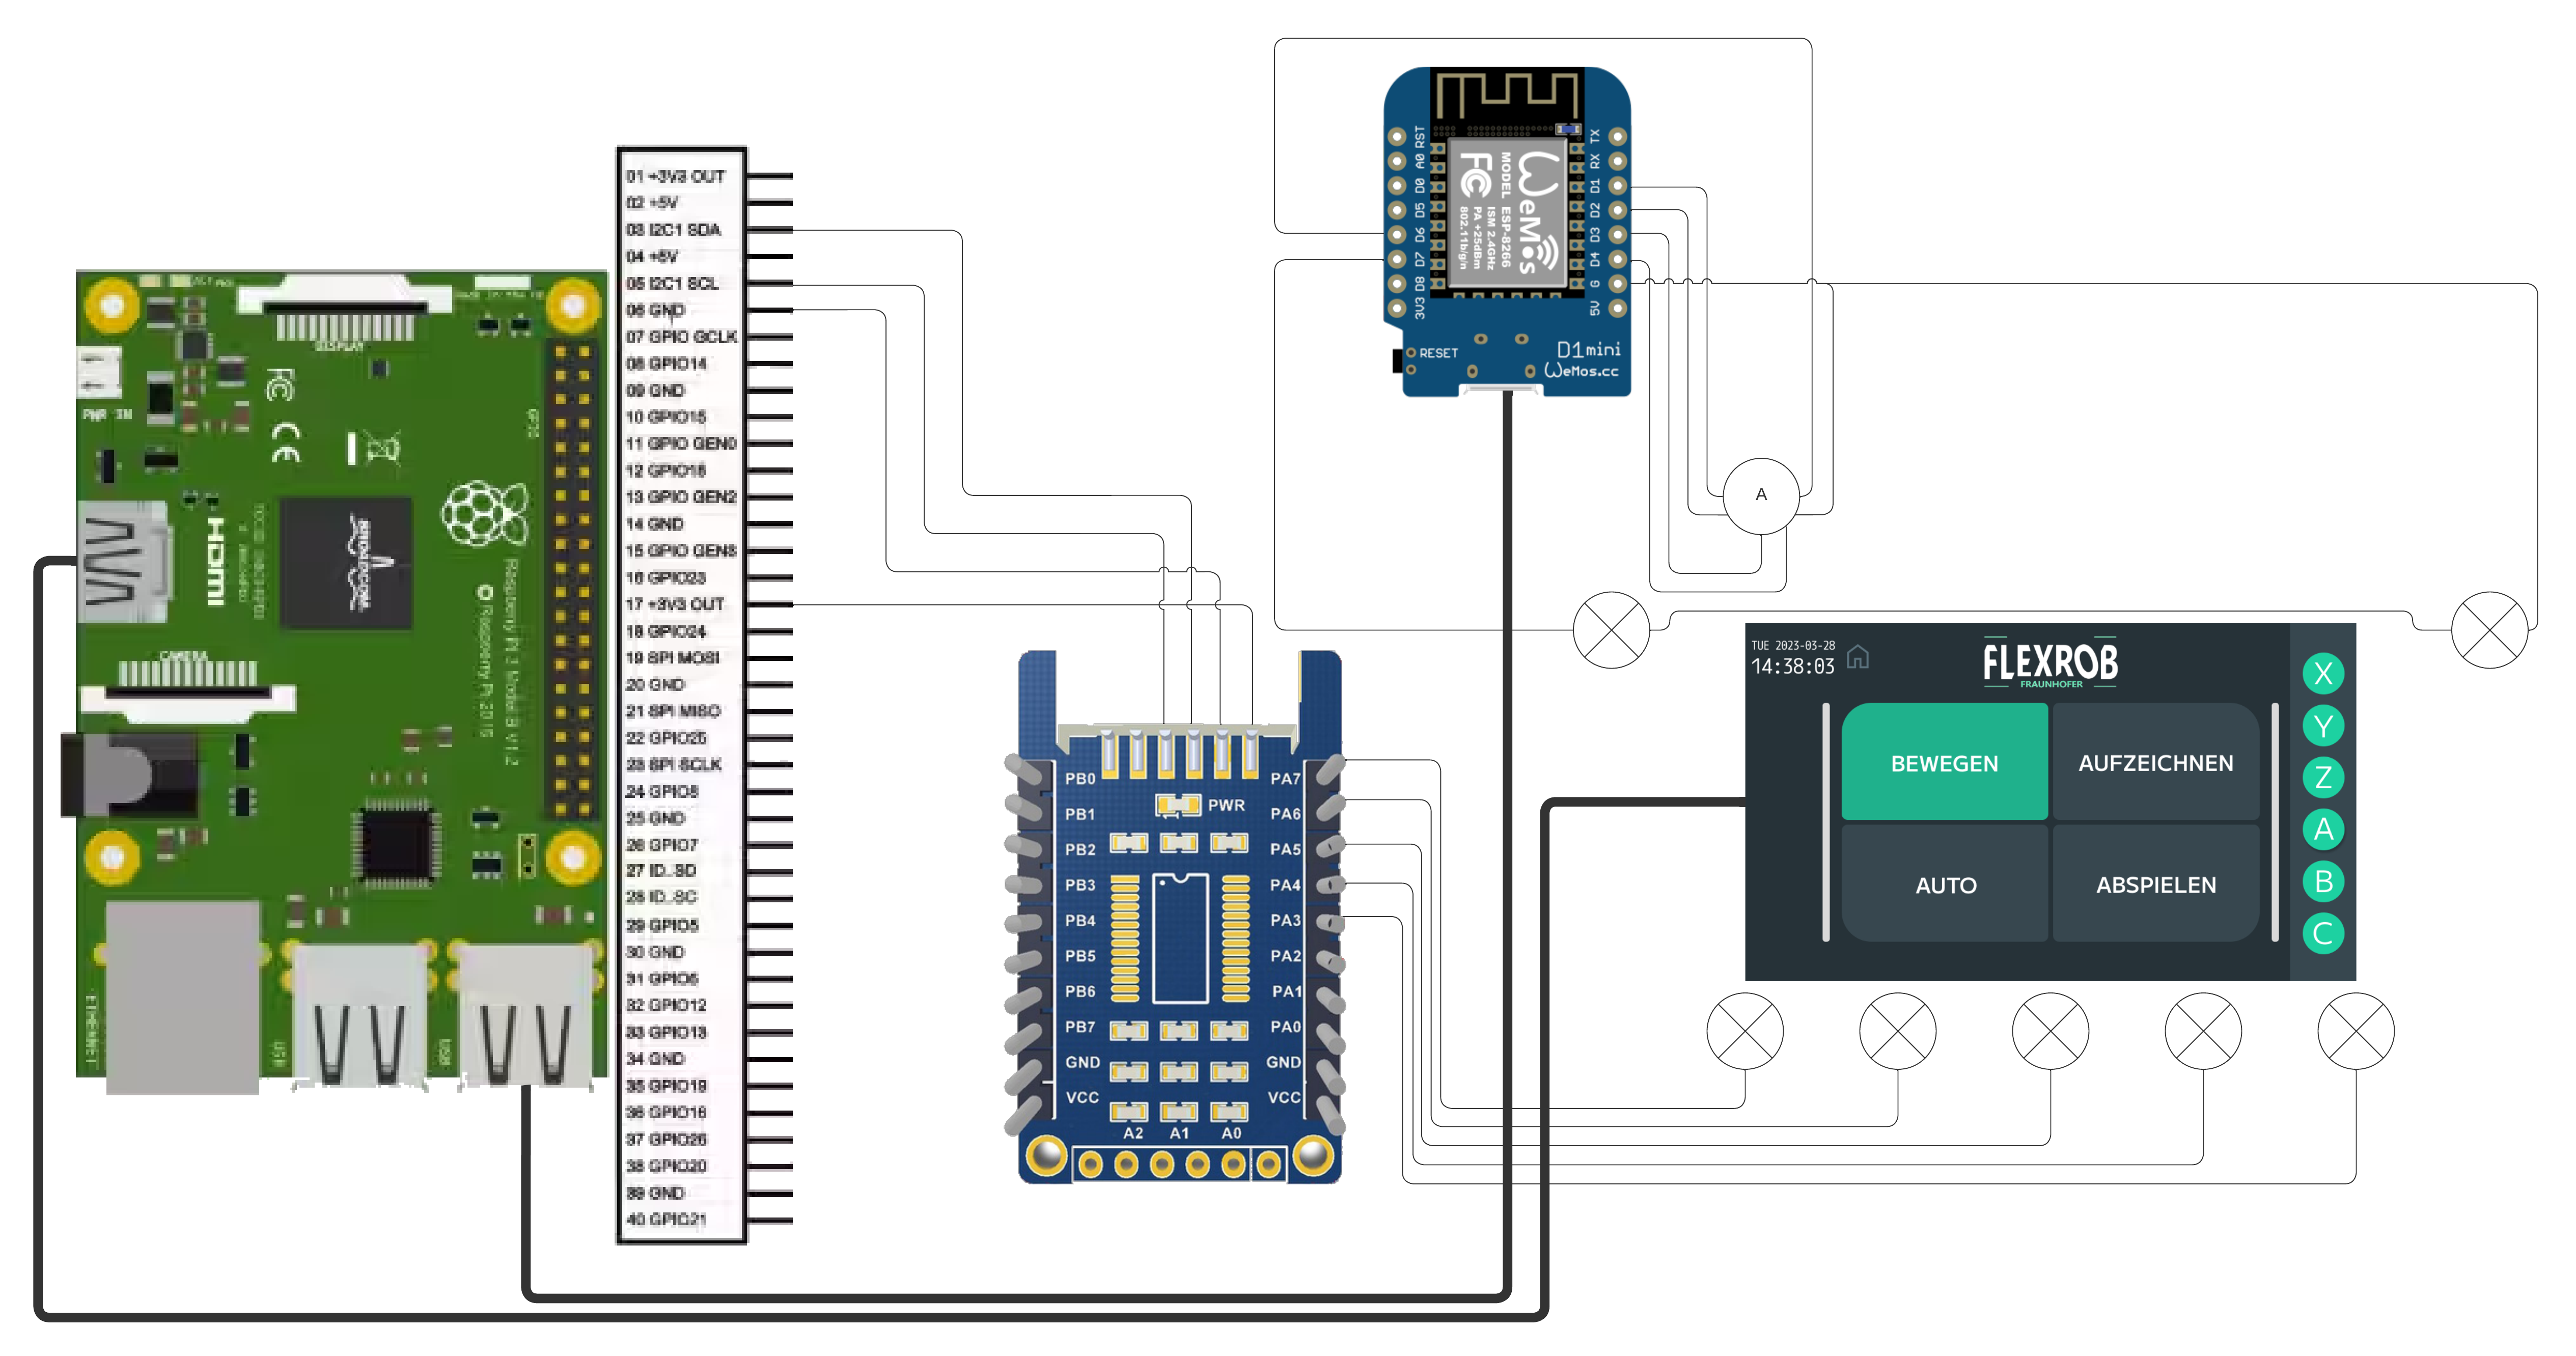 01 +3V3 OUT
02 +5V
03 I2C1 SDA
04 +5V
05 I2C1 SCL
06 GND
07 GPIO GCLK
08 GPIO14
09 GND
10 GPIO15
11 GPIO GEN0
12 GPIO18
13 GPIO GEN2
14 GND
15 GPIO GEN3
16 GPIO23
17 +3V3 OUT
18 GPIO24
19 SPI MOSI
20 GND
21 SPI MISO
22 GPIO25
23 SPI SCLK
24 GPIO8
25 GND
26 GPIO7
27 ID_SD
28 ID_SC
29 GPIO5
30 GND
31 GPIO6
32 GPIO12
33 GPIO13
34 GND
35 GPIO19
36 GPIO16
37 GPIO26
38 GPIO20
39 GND
40 GPIO21
DISPLAY
PWR IN
FC
CE
HDMI
BROADCOM
Raspberry Pi 3 Model B V1.2
© Raspberry Pi 2015
CAMERA
ETHERNET
USB
USB
RST
A0
D0
D5
D6
D7
D8
3V3
TX
RX
D1
D2
D3
D4
G
5V
WeMos
MODEL ESP-8266
ISM 2.4GHz
PA +25dBm
802.11b/g/n
FC
RESET
D1mini
WeMos.cc
A
PB0
PB1
PB2
PB3
PB4
PB5
PB6
PB7
GND
VCC
PWR
PA7
PA6
PA5
PA4
PA3
PA2
PA1
PA0
GND
VCC
A2 A1 A0
TUE 2023-03-28
14:38:03
FLEXROB
FRAUNHOFER
BEWEGEN
AUFZEICHNEN
AUTO
ABSPIELEN
X
Y
Z
A
B
C